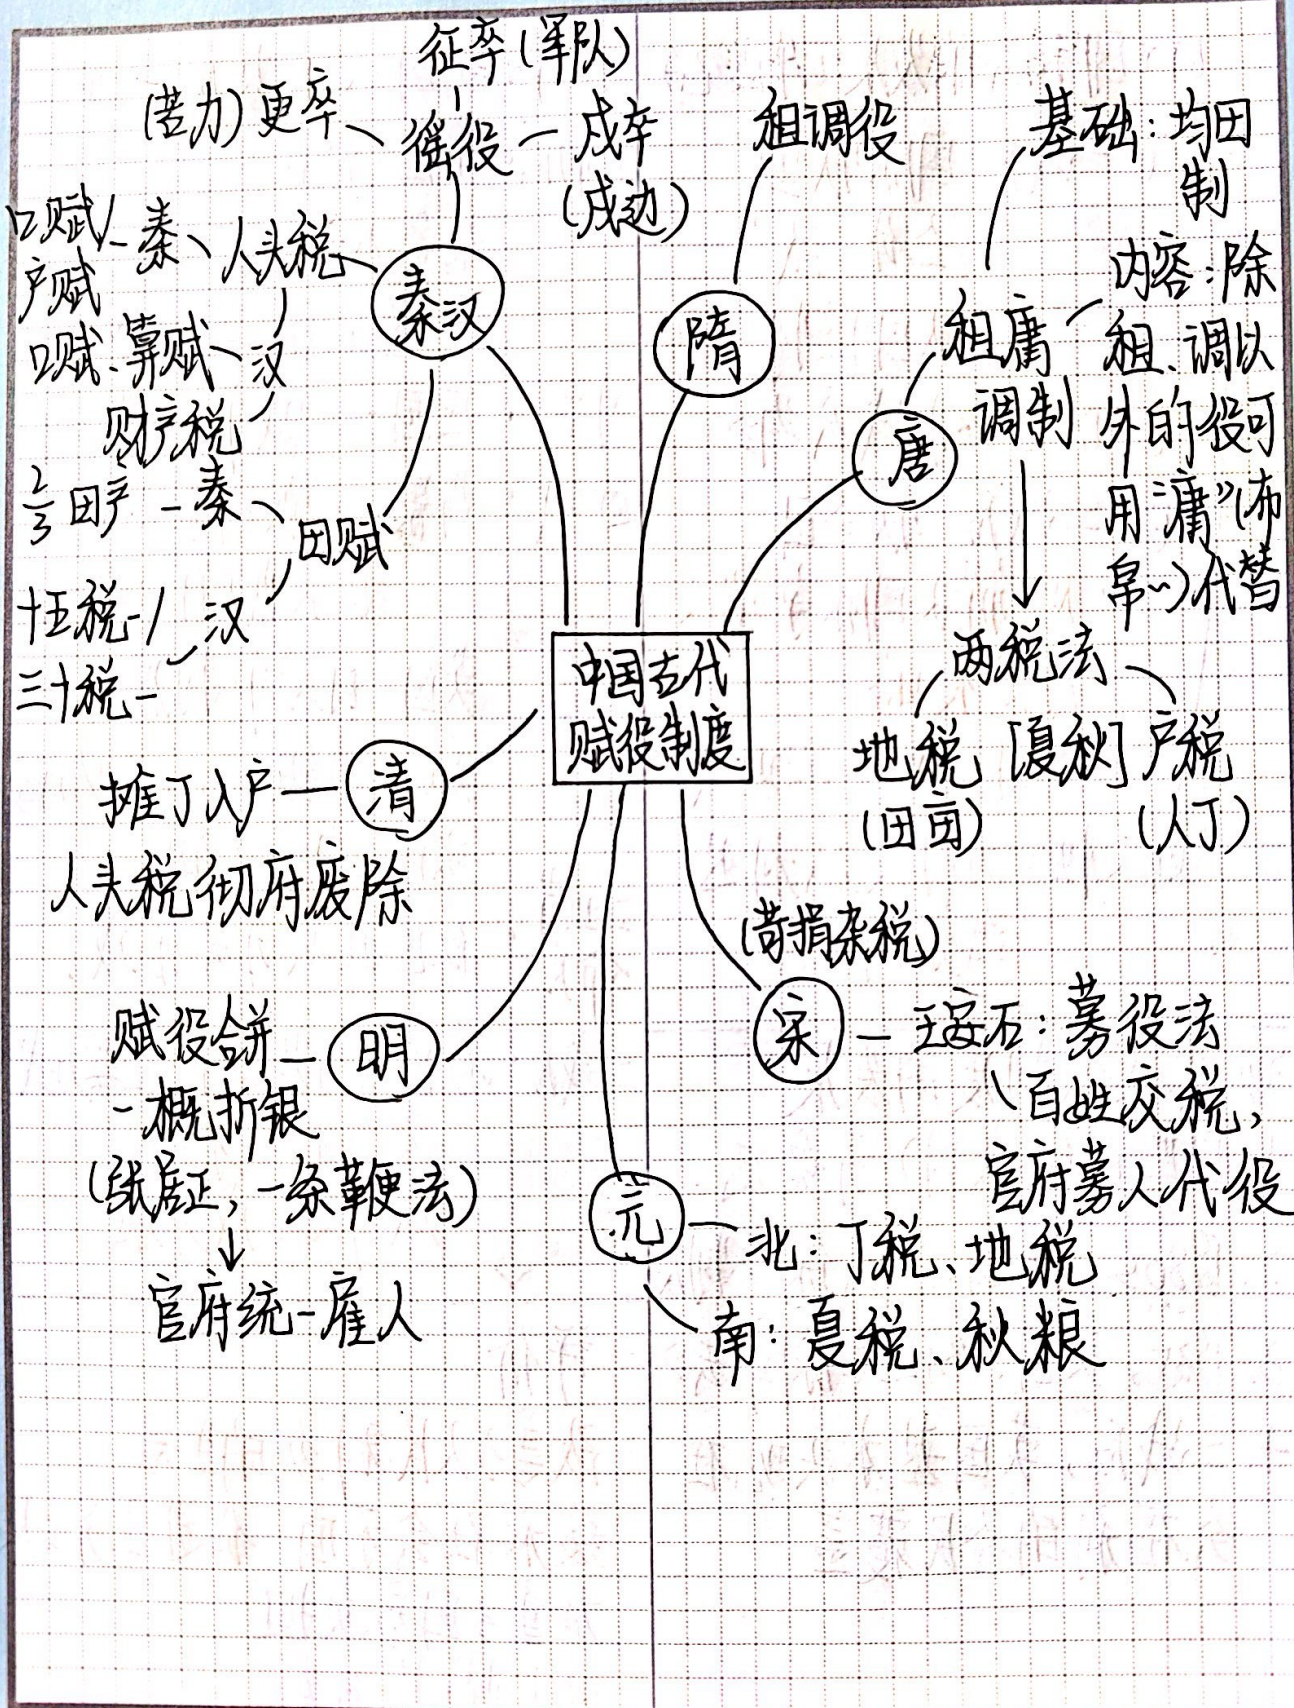 中国古代
赋役制度
秦汉
徭役
征卒(军队)
(苦力)更卒
戍卒
(戍边)
人头税
秦
口赋/
户赋
汉
口赋、算赋
财产税
田赋
秦
2/3田产
汉
十五税一/
三十税一
隋
租调役
唐
租庸
调制
基础:均田
制
内容:除
租、调以
外的役可
用“庸”(布
帛~)代替
两税法
地税[夏秋]户税
(田亩)
(人丁)
(苛捐杂税)
宋
王安石:募役法
百姓交税,
官府募人代役
元
北:丁税、地税
南:夏税、秋粮
明
赋役合并
一概折银
(张居正,一条鞭法)
官府统一雇人
清
摊丁入户
人头税彻府废除